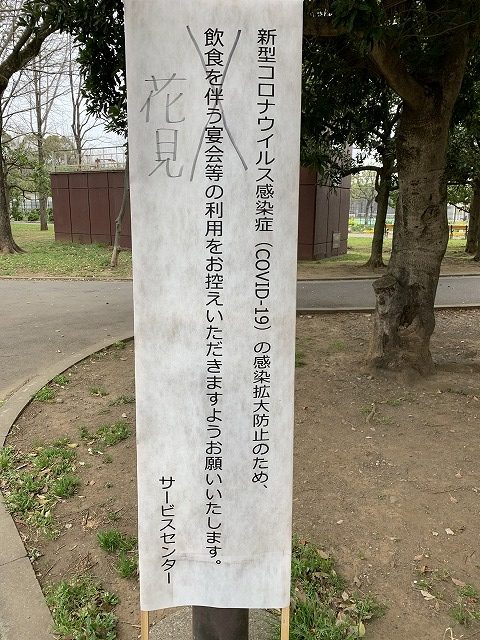 新型コロナウイルス感染症（COVID-19）の感染拡大防止のため、
飲食を伴う宴会等の利用をお控えいただきますようお願いいたします。
花見
サービスセンター